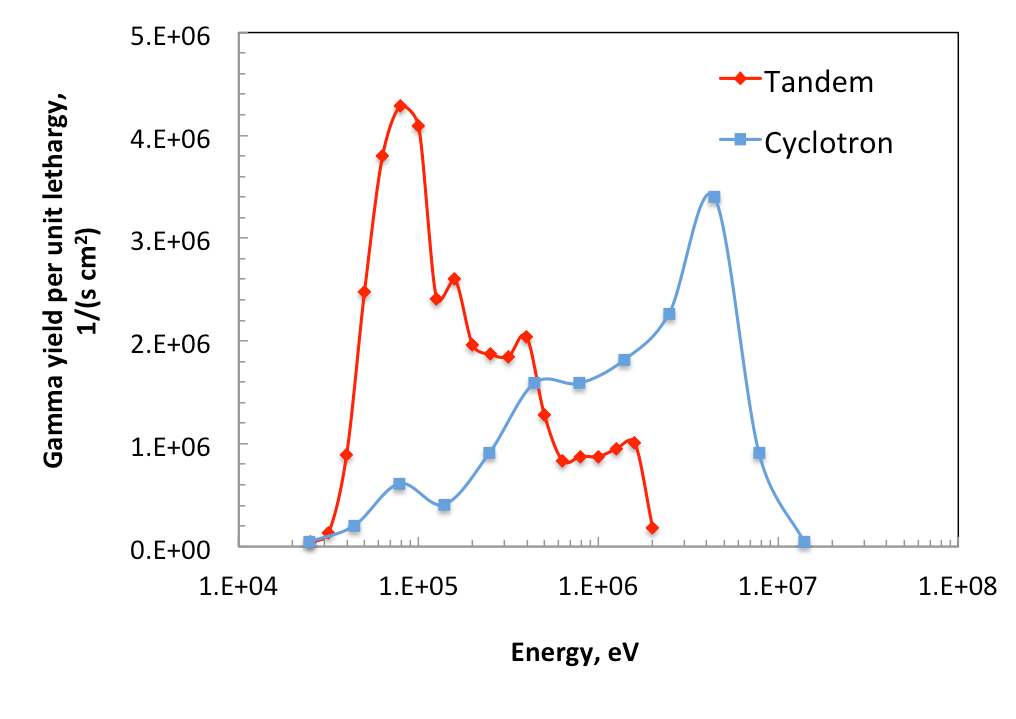 5.E+06
4.E+06
3.E+06
2.E+06
1.E+06
0.E+00
Gamma yield per unit lethargy,
1/(s cm²)
Tandem
Cyclotron
1.E+04 1.E+05 1.E+06 1.E+07 1.E+08
Energy, eV